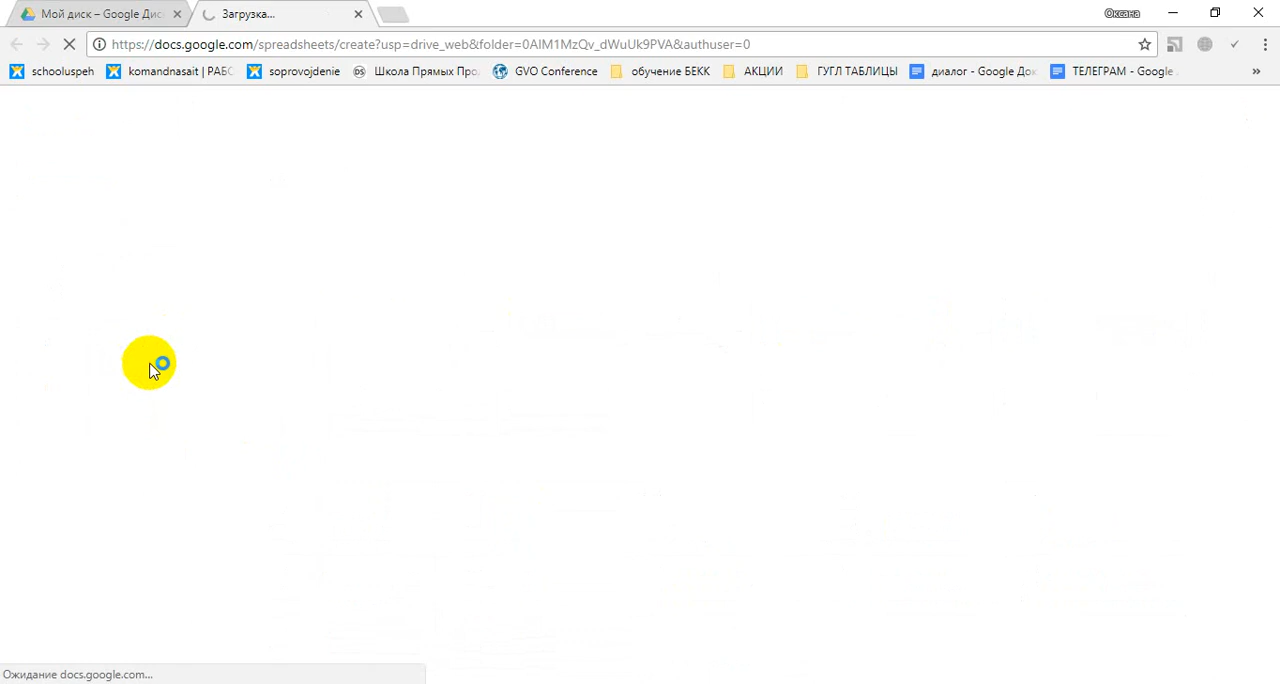 Мой диск – Google Дис
Загрузка...
Оксана
https://docs.google.com/spreadsheets/create?usp=drive_web&folder=0AIM1MzQv_dWuUk9PVA&authuser=0
schooluspeh
komandnasait | РАБС
soprovojdenie
DS
Школа Прямых Про
GVO Conference
обучение БЕКК
АКЦИИ
ГУГЛ ТАБЛИЦЫ
диалог - Google Док
ТЕЛЕГРАМ - Google
»
Ожидание docs.google.com...